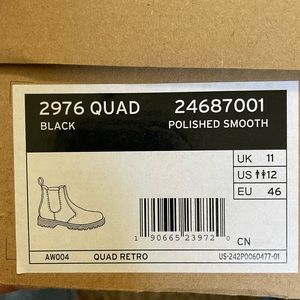 2976 QUAD 24687001
BLACK POLISHED SMOOTH
UK 11
US 12
EU 46
1 90665 23972 0
CN
AW004 QUAD RETRO US-242P0060477-01